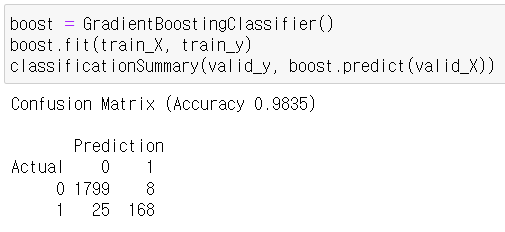 boost = GradientBoostingClassifier()
boost.fit(train_X, train_y)
classificationSummary(valid_y, boost.predict(valid_X))
Confusion Matrix (Accuracy 0.9835)
Prediction
Actual 0 1
0 1799 8
1 25 168